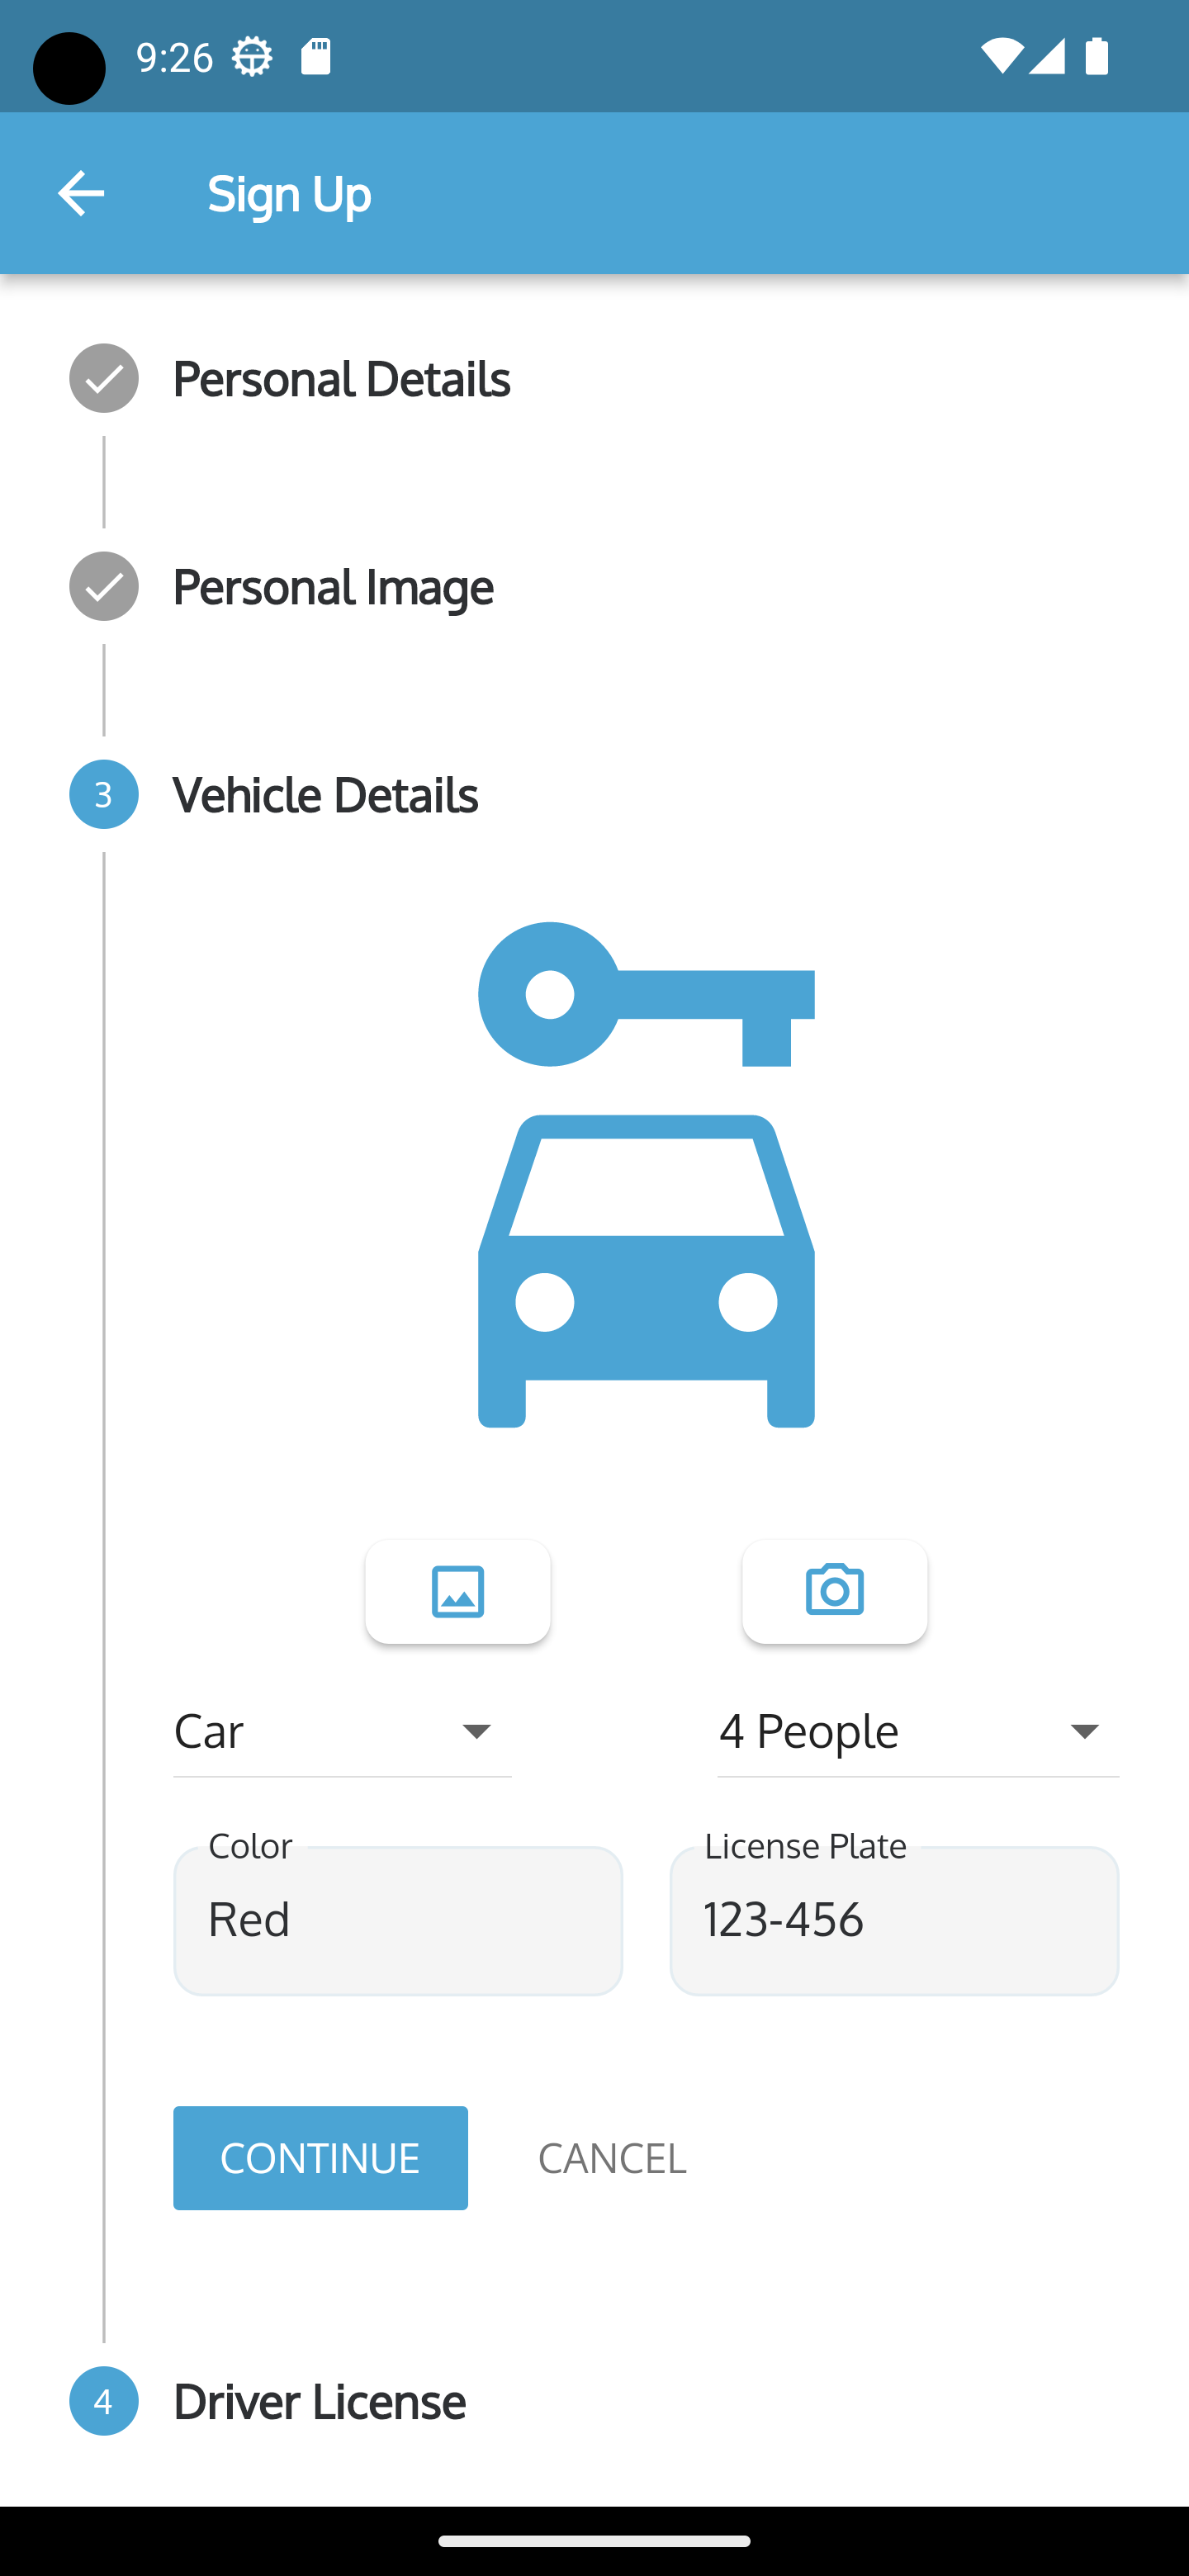 9:26
Sign Up
Personal Details
Personal Image
3 Vehicle Details
Car 4 People
Color License Plate
Red 123-456
CONTINUE CANCEL
4 Driver License